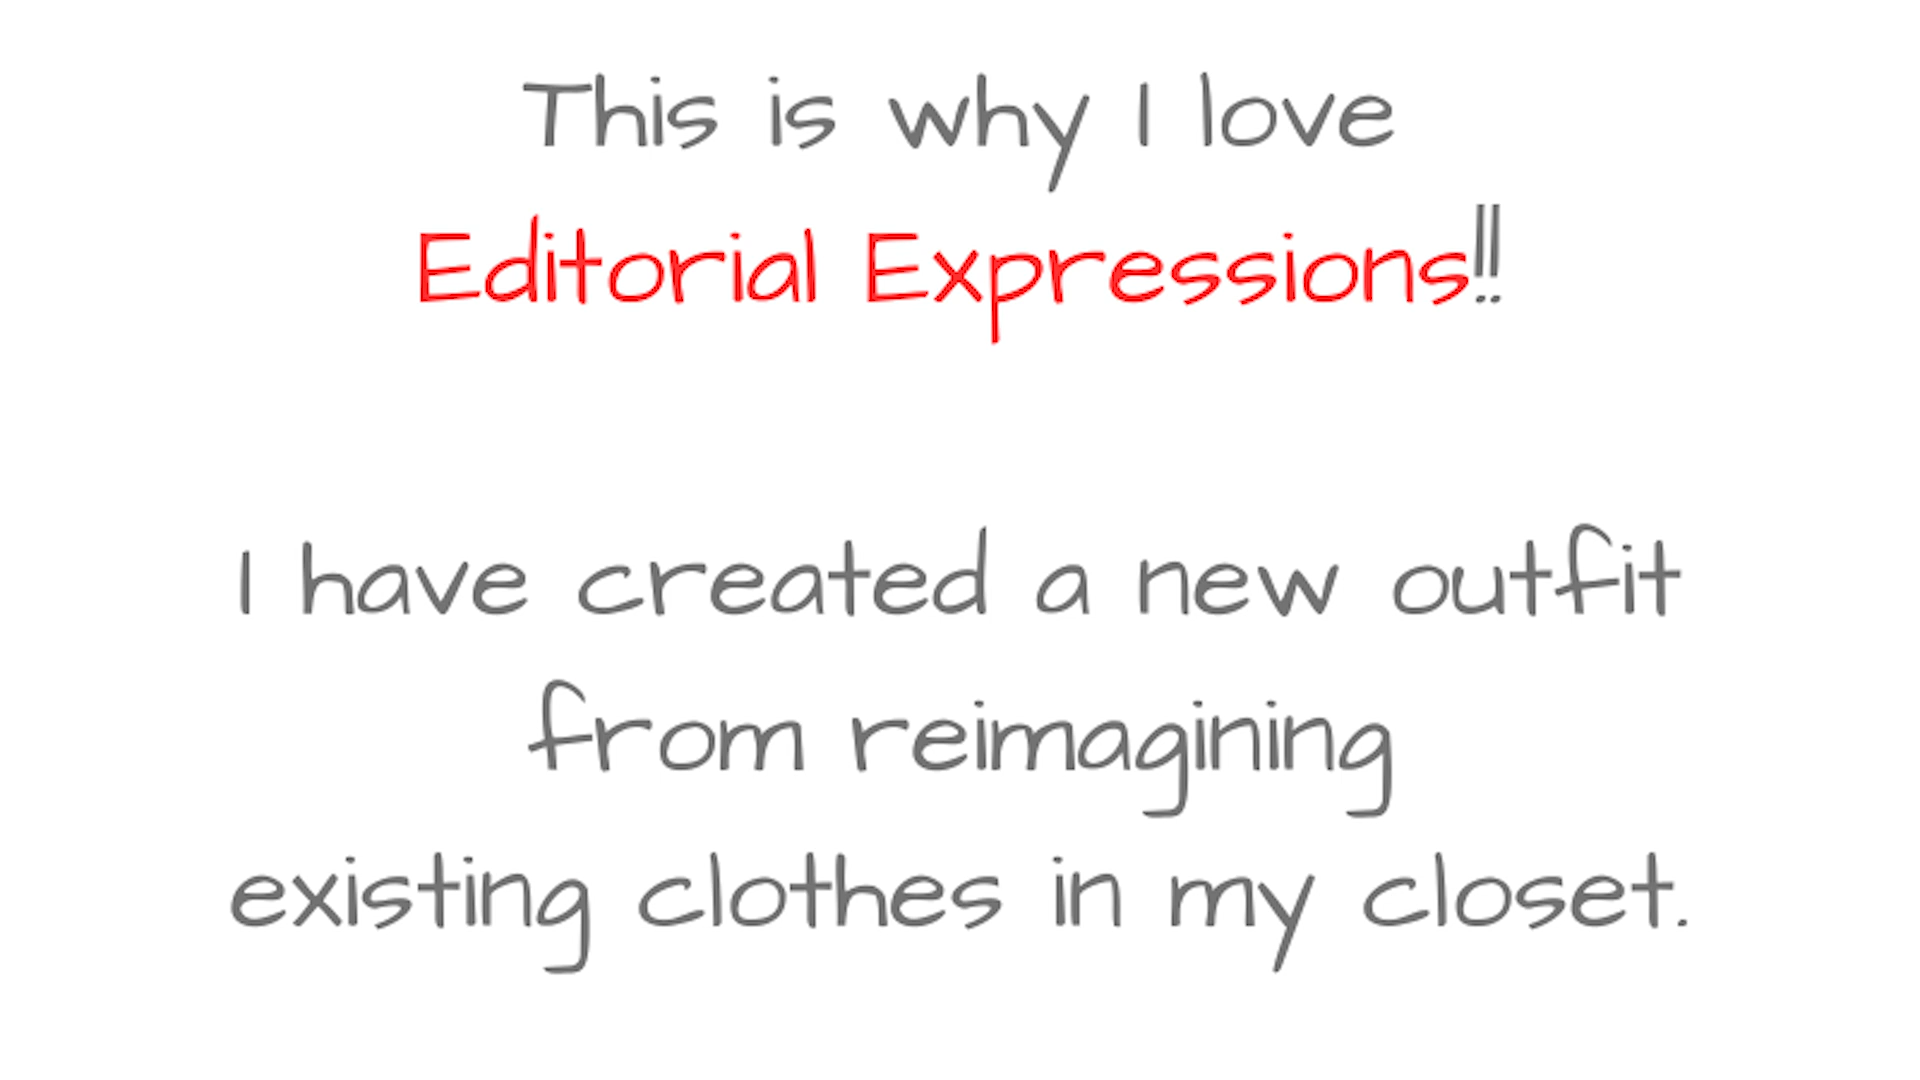 This is why I love
Editorial Expressions!!
I have created a new outfit
from reimagining
existing clothes in my closet.